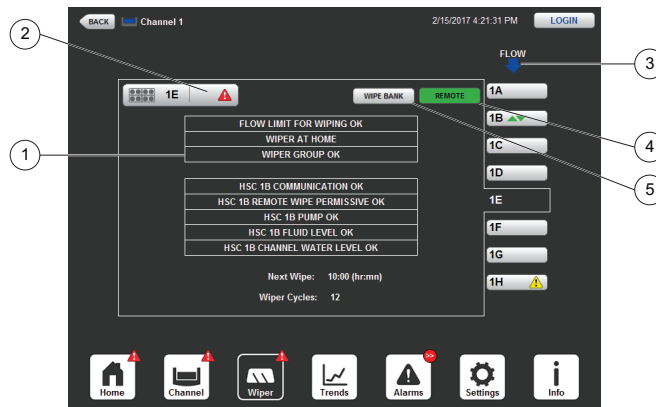 BACK Channel 1 2/15/2017 4:21:31 PM LOGIN
2
FLOW
3
1E WIPE BANK REMOTE 1A
FLOW LIMIT FOR WIPING OK 1B
WIPER AT HOME
1 WIPER GROUP OK 1C 4
1D
HSC 1B COMMUNICATION OK 5
HSC 1B REMOTE WIPE PERMISSIVE OK 1E
HSC 1B PUMP OK
HSC 1B FLUID LEVEL OK 1F
HSC 1B CHANNEL WATER LEVEL OK
1G
Next Wipe: 10:00 (hr:mn) 1H
Wiper Cycles: 12
>>
Home Channel Wiper Trends Alarms Settings Info